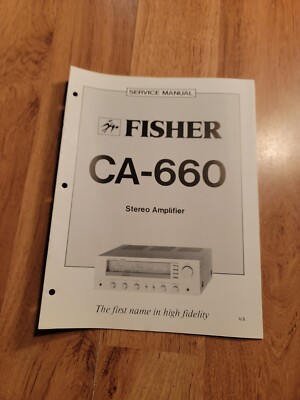 SERVICE MANUAL
FISHER
CA-660
Stereo Amplifier
The first name in high fidelity